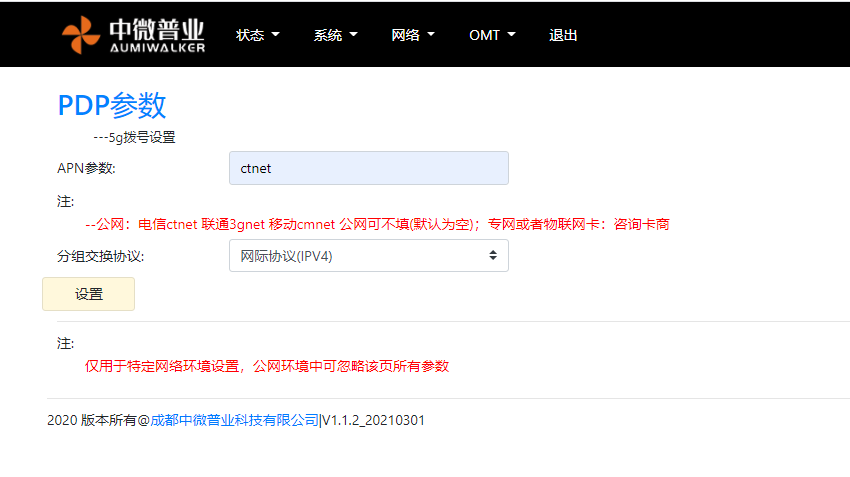 中微普业
AUMIWALKER
状态 系统 网络 OMT 退出
PDP参数
---5g拨号设置
APN参数: ctnet
注:
--公网：电信ctnet 联通3gnet 移动cmnet 公网可不填(默认为空)；专网或者物联网卡：咨询卡商
分组交换协议: 网际协议(IPV4)
设置
注:
仅用于特定网络环境设置，公网环境中可忽略该页所有参数
2020 版本所有@成都中微普业科技有限公司|V1.1.2_20210301